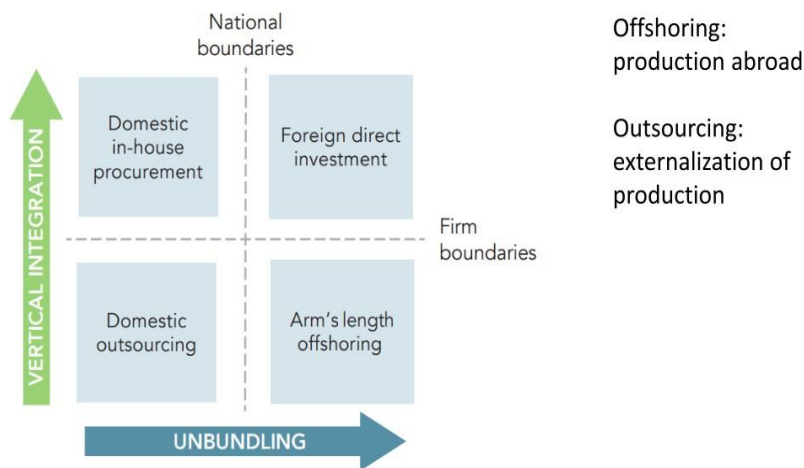 National
boundaries
Offshoring:
production abroad
Outsourcing:
externalization of
production
VERTICAL INTEGRATION
Domestic
in-house
procurement
Foreign direct
investment
Firm
boundaries
Domestic
outsourcing
Arm's length
offshoring
UNBUNDLING